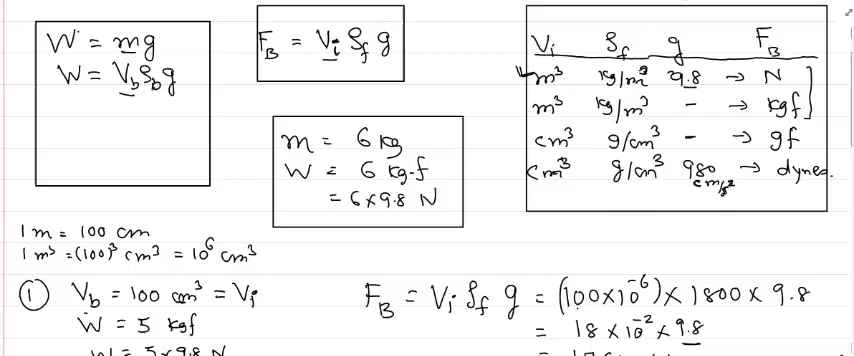 W = mg
W = V_b ρ_b g
F_B = V_i ρ_f g
m = 6 kg
W = 6 kg-f
= 6×9.8 N
V_i ρ_f g F_B
m³ kg/m³ 9.8 → N
m³ kg/m³ - → kgf
cm³ g/cm³ - → gf
cm³ g/cm³ 980 cm/s² → dynes.
1 m = 100 cm
1 m³ = (100)³ cm³ = 10⁶ cm³
① V_b = 100 cm³ = V_i
W = 5 kgf
W = 5×9.8 N
F_B = V_i ρ_f g = (100×10⁻⁶) × 1800 × 9.8
= 18 × 10⁻² × 9.8